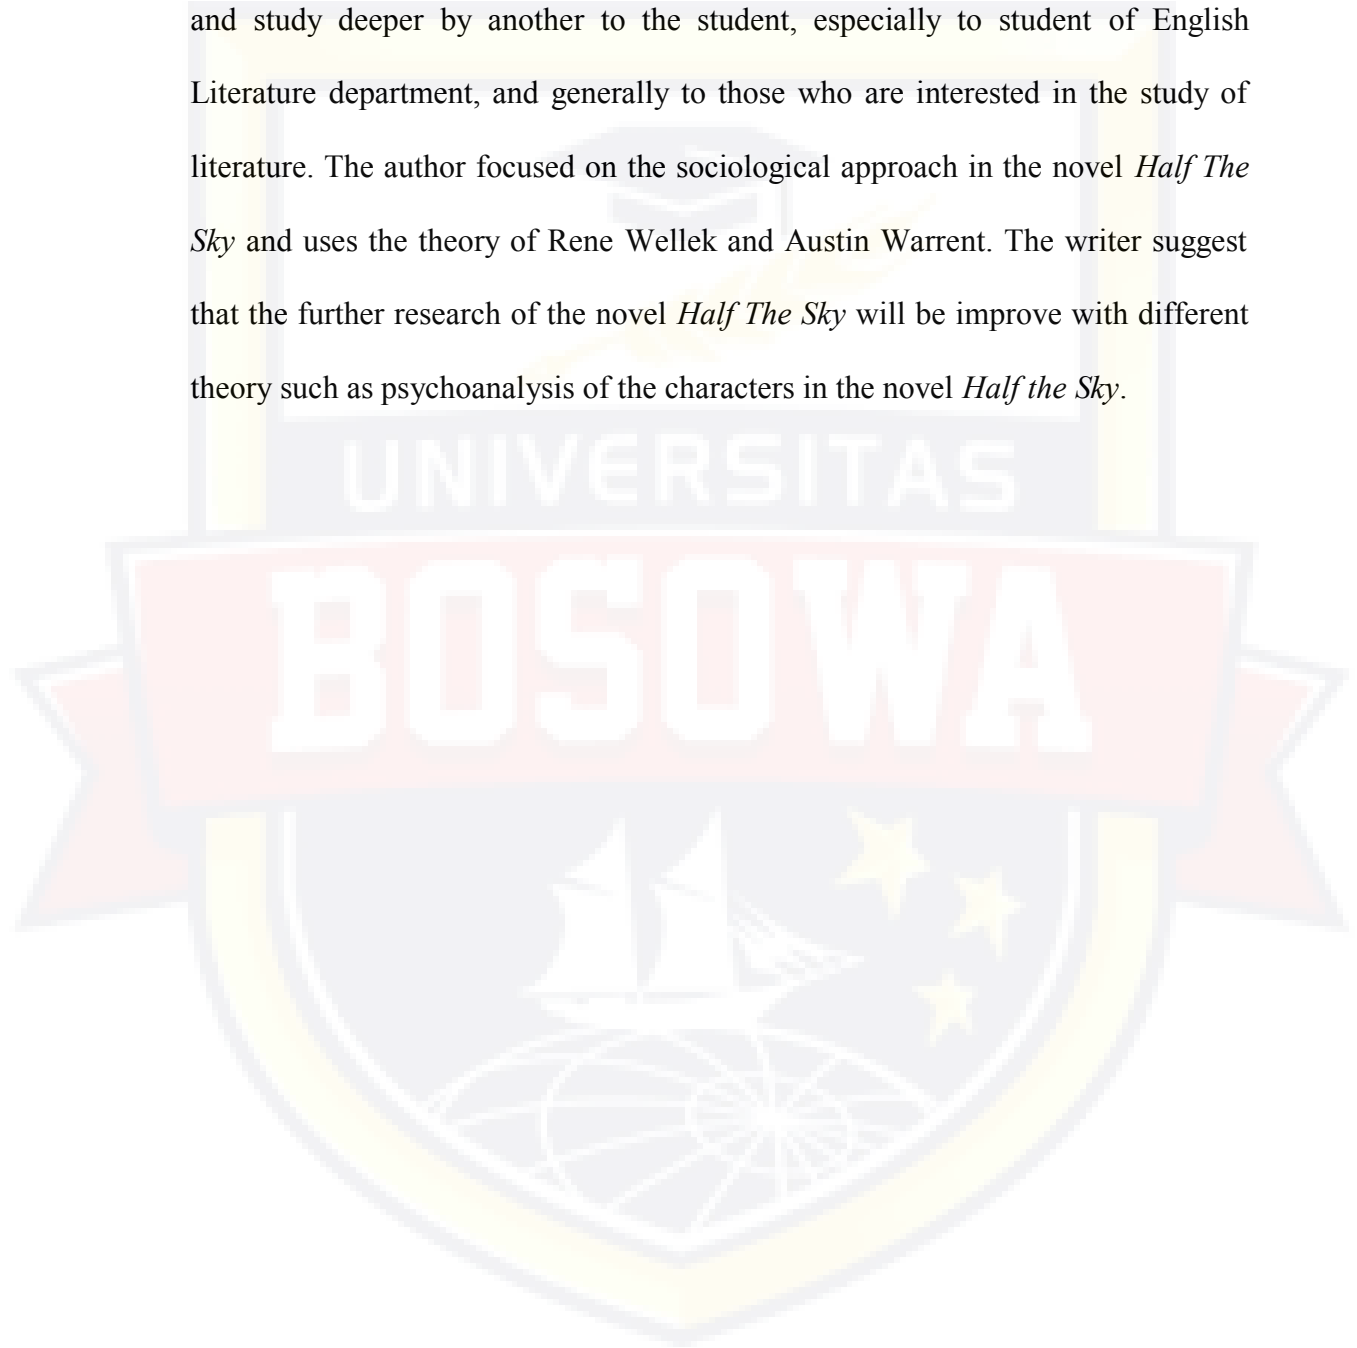 and study deeper by another to the student, especially to student of English
Literature department, and generally to those who are interested in the study of
literature. The author focused on the sociological approach in the novel Half The
Sky and uses the theory of Rene Wellek and Austin Warrent. The writer suggest
that the further research of the novel Half The Sky will be improve with different
theory such as psychoanalysis of the characters in the novel Half the Sky.
UNIVERSITAS
BOSOWA